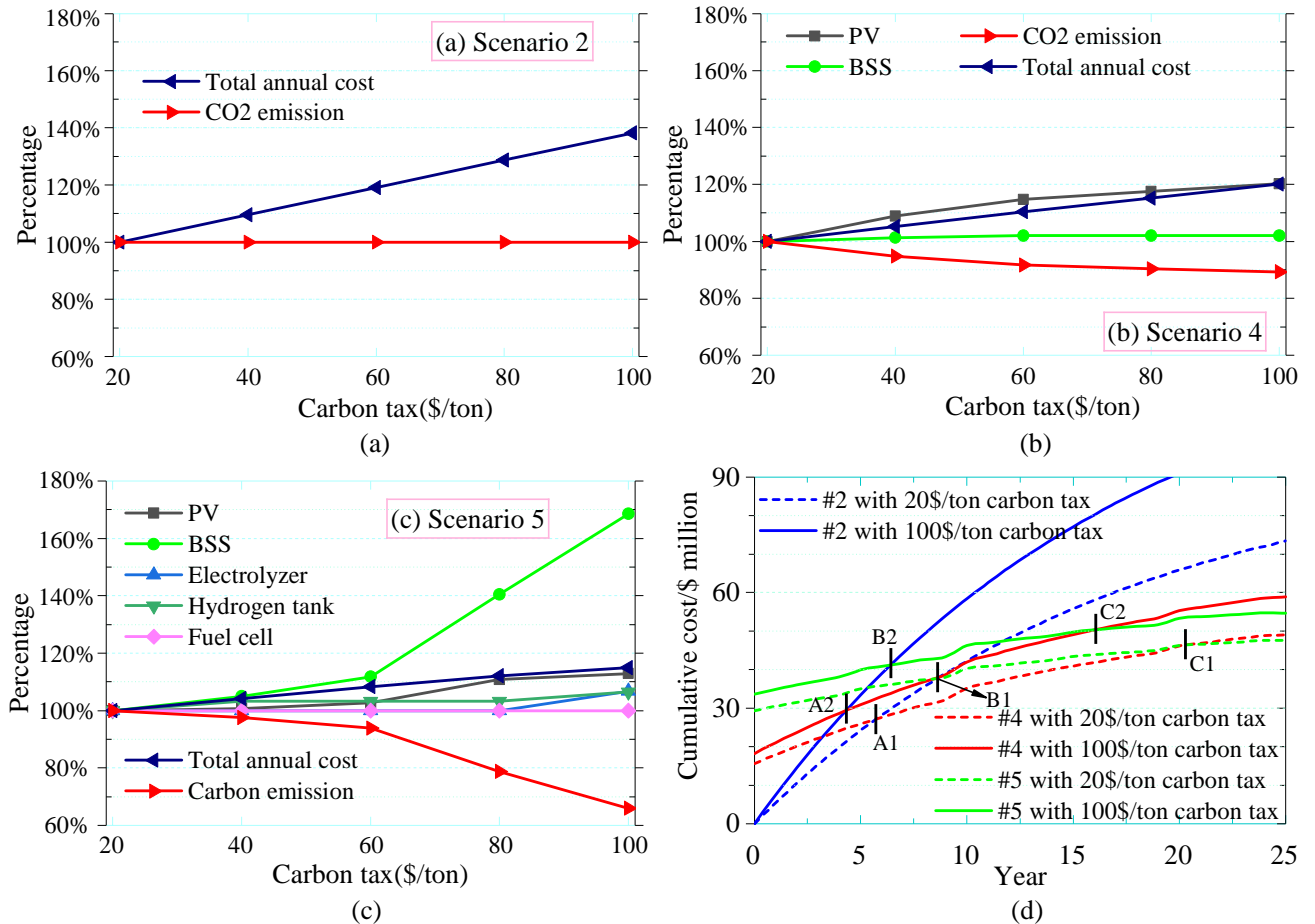 180%
160%
140%
120%
100%
80%
60%
Percentage
(a) Scenario 2
Total annual cost
CO2 emission
20
40
60
80
100
Carbon tax($/ton)
(a)
180%
160%
140%
120%
100%
80%
60%
Percentage
PV
CO2 emission
BSS
Total annual cost
(b) Scenario 4
20
40
60
80
100
Carbon tax($/ton)
(b)
180%
160%
140%
120%
100%
80%
60%
Percentage
PV
(c) Scenario 5
BSS
Electrolyzer
Hydrogen tank
Fuel cell
Total annual cost
Carbon emission
20
40
60
80
100
Carbon tax($/ton)
(c)
90
60
30
0
Cumulative cost/$ million
#2 with 20$/ton carbon tax
#2 with 100$/ton carbon tax
C2
B2
C1
A2
B1
A1
#4 with 20$/ton carbon tax
#4 with 100$/ton carbon tax
#5 with 20$/ton carbon tax
#5 with 100$/ton carbon tax
0
5
10
15
20
25
Year
(d)